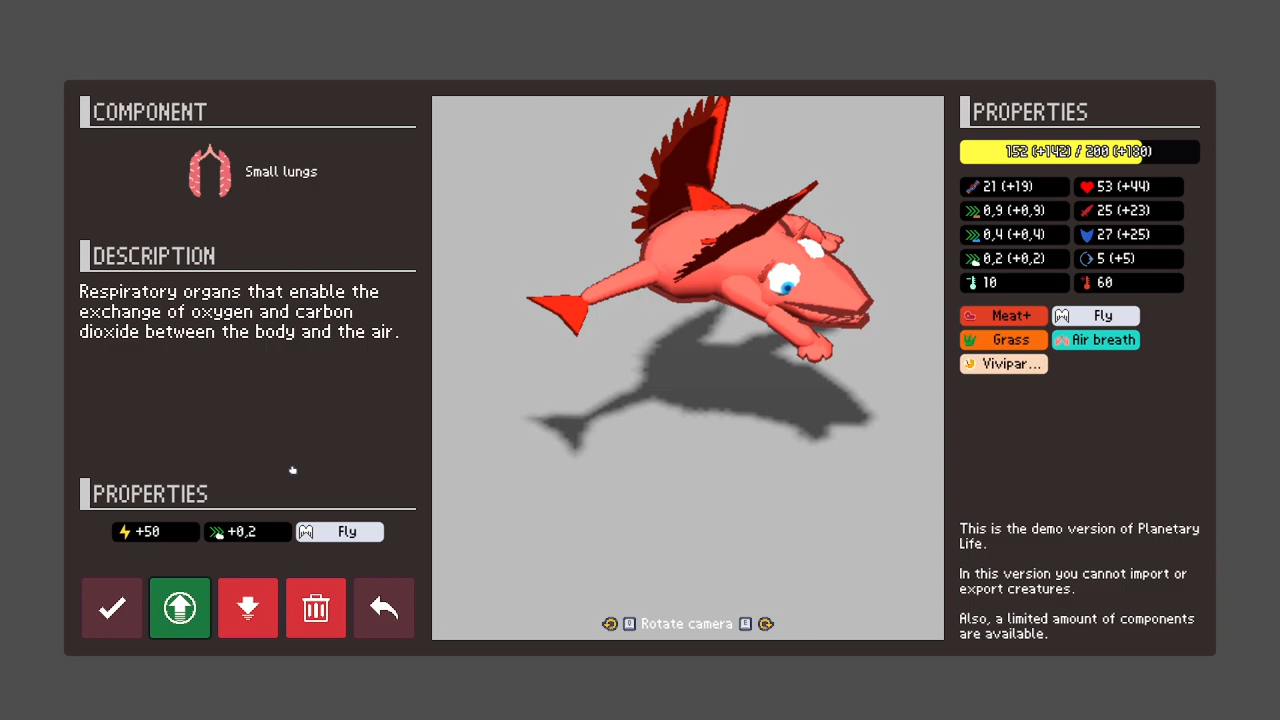 COMPONENT
Small lungs
DESCRIPTION
Respiratory organs that enable the
exchange of oxygen and carbon
dioxide between the body and the air.
PROPERTIES
+50
+0,2
Fly
Q Rotate camera E
PROPERTIES
152 (+142) / 200 (+180)
21 (+19)
53 (+44)
0,9 (+0,9)
25 (+23)
0,4 (+0,4)
27 (+25)
0,2 (+0,2)
5 (+5)
10
60
Meat+
Fly
Grass
Air breath
Vivipar...
This is the demo version of Planetary
Life.
In this version you cannot import or
export creatures.
Also, a limited amount of components
are available.